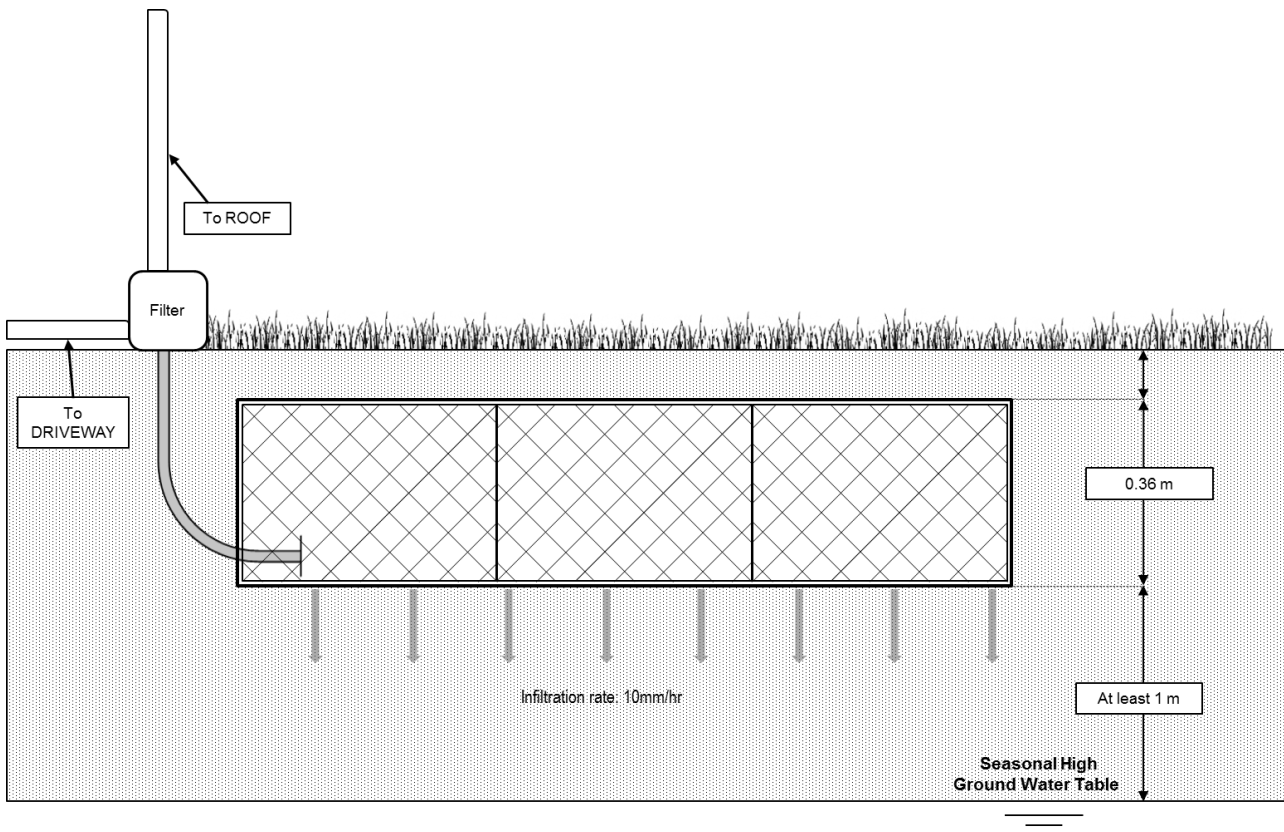 To ROOF
Filter
To
DRIVEWAY
0.36 m
Infiltration rate: 10mm/hr
At least 1 m
Seasonal High
Ground Water Table